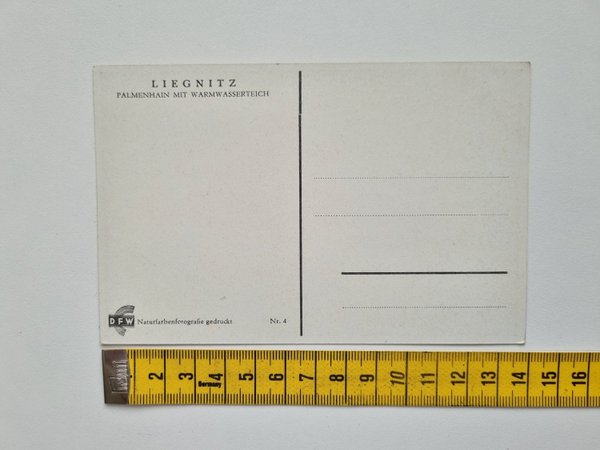 LIEGNITZ
PALMENHAIN MIT WARMWASSERTEICH
DFW Naturfarbenfotografie gedruckt Nr. 4
2 3 4 5 6 7 8 9 10 11 12 13 14 15 16
Germany